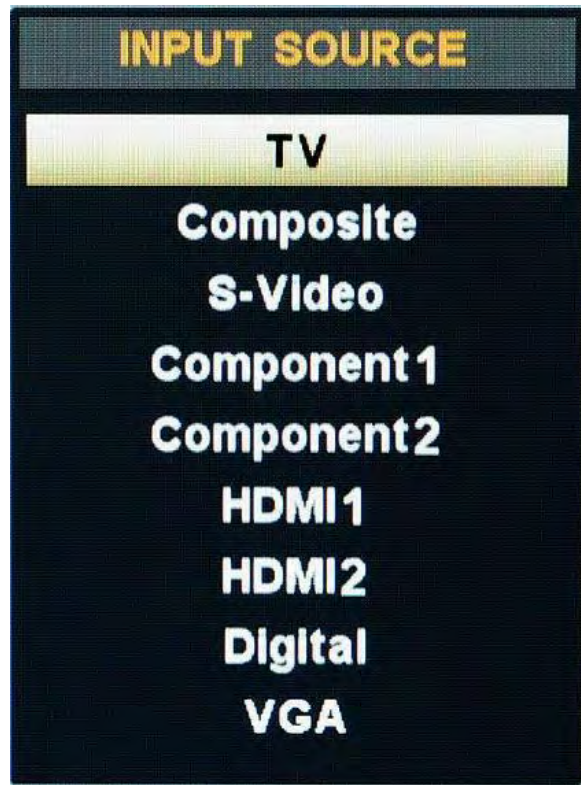 INPUT SOURCE
TV
Composite
S-Video
Component1
Component2
HDMI1
HDMI2
Digital
VGA